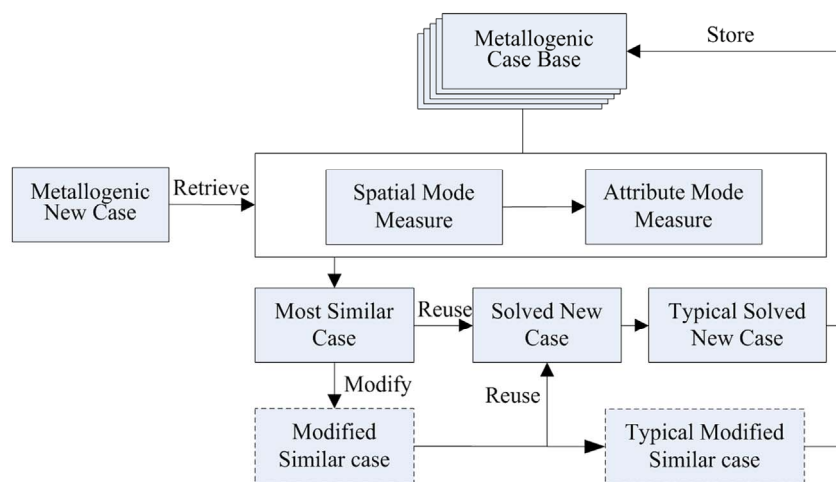 Metallogenic
Case Base
Store
Metallogenic
New Case
Retrieve
Spatial Mode
Measure
Attribute Mode
Measure
Most Similar
Case
Reuse
Solved New
Case
Typical Solved
New Case
Modify
Reuse
Modified
Similar case
Typical Modified
Similar case